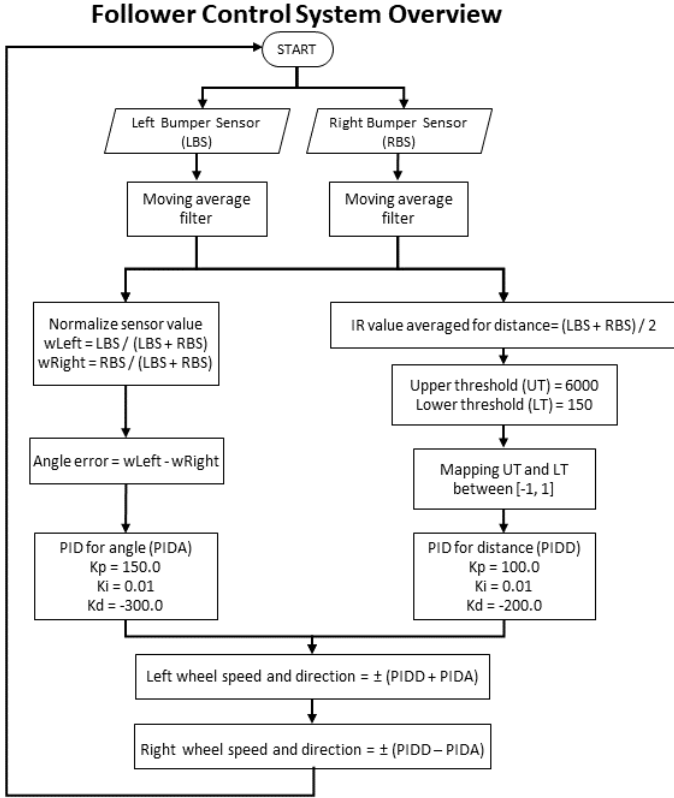 Follower Control System Overview
START
Left Bumper Sensor
(LBS)
Right Bumper Sensor
(RBS)
Moving average
filter
Moving average
filter
Normalize sensor value
wLeft = LBS / (LBS + RBS)
wRight = RBS / (LBS + RBS)
IR value averaged for distance= (LBS + RBS) / 2
Upper threshold (UT) = 6000
Lower threshold (LT) = 150
Angle error = wLeft - wRight
Mapping UT and LT
between [-1, 1]
PID for angle (PIDA)
Kp = 150.0
Ki = 0.01
Kd = -300.0
PID for distance (PIDD)
Kp = 100.0
Ki = 0.01
Kd = -200.0
Left wheel speed and direction = ± (PIDD + PIDA)
Right wheel speed and direction = ± (PIDD – PIDA)